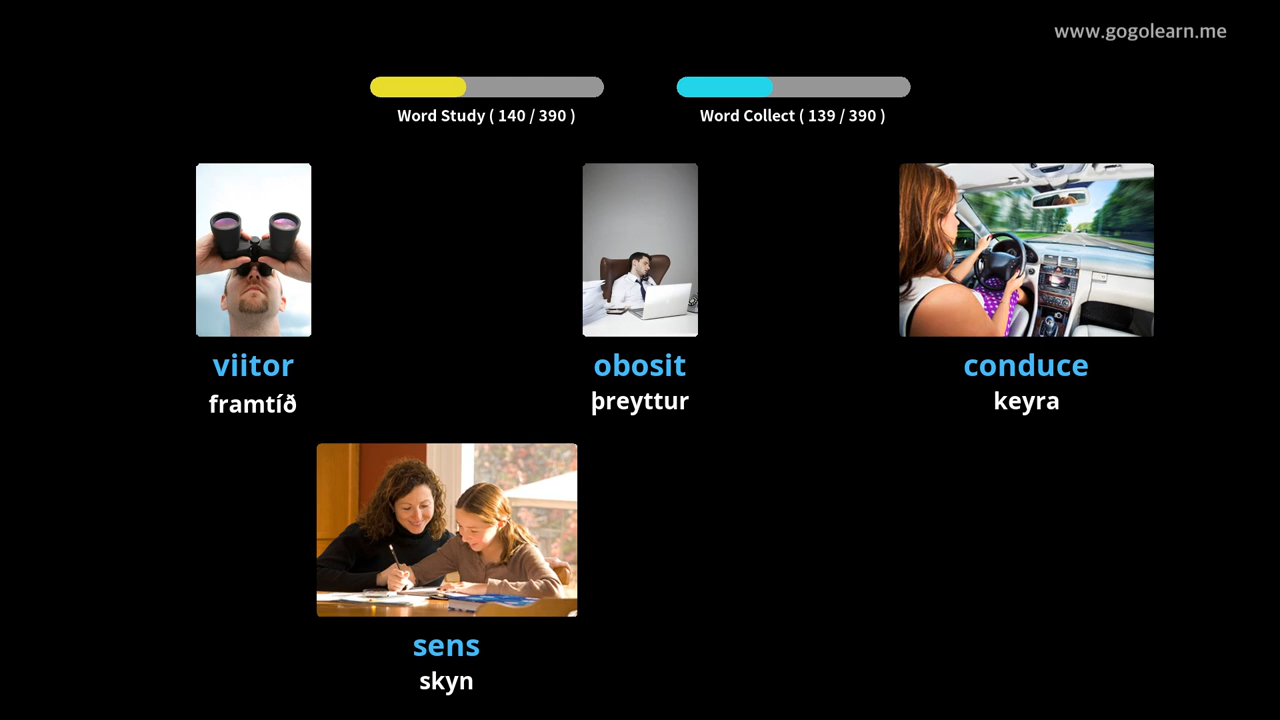 www.gogolearn.me
Word Study ( 140 / 390 )
Word Collect ( 139 / 390 )
viitor
framtíð
obosit
þreyttur
conduce
keyra
sens
skyn